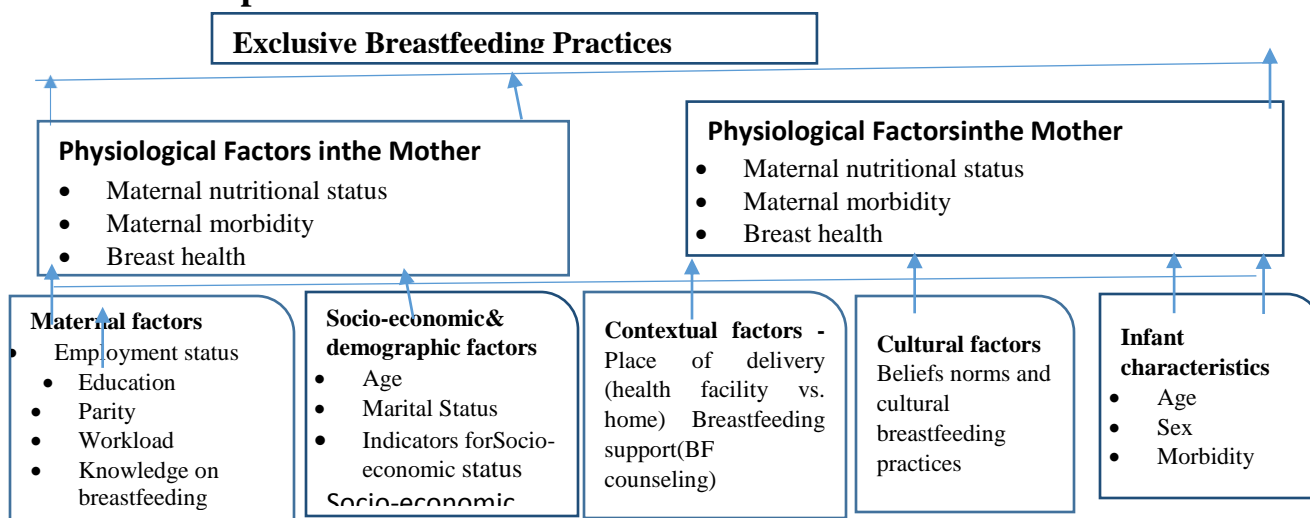 Exclusive Breastfeeding Practices
Physiological Factors inthe Mother
• Maternal nutritional status
• Maternal morbidity
• Breast health
Physiological Factorsinthe Mother
• Maternal nutritional status
• Maternal morbidity
• Breast health
Maternal factors
• Employment status
• Education
• Parity
• Workload
• Knowledge on
breastfeeding
Socio-economic&
demographic factors
• Age
• Marital Status
• Indicators forSocio-
economic status
Socio-economic
Contextual factors -
Place of delivery
(health facility vs.
home) Breastfeeding
support(BF
counseling)
Cultural factors
Beliefs norms and
cultural
breastfeeding
practices
Infant
characteristics
• Age
• Sex
• Morbidity